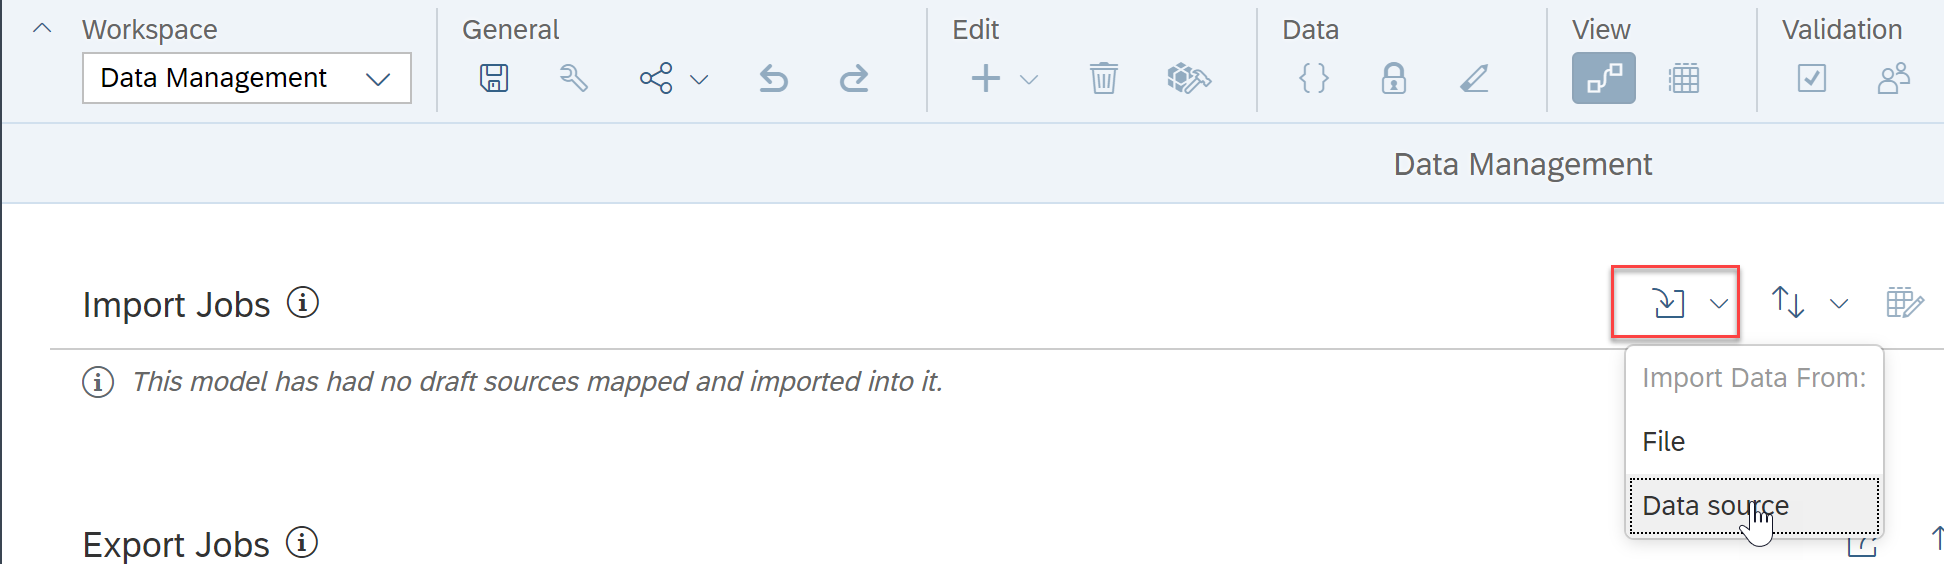 Workspace
General
Edit
Data
View
Validation
Data Management
Data Management
Import Jobs
This model has had no draft sources mapped and imported into it.
Import Data From:
File
Data source
Export Jobs